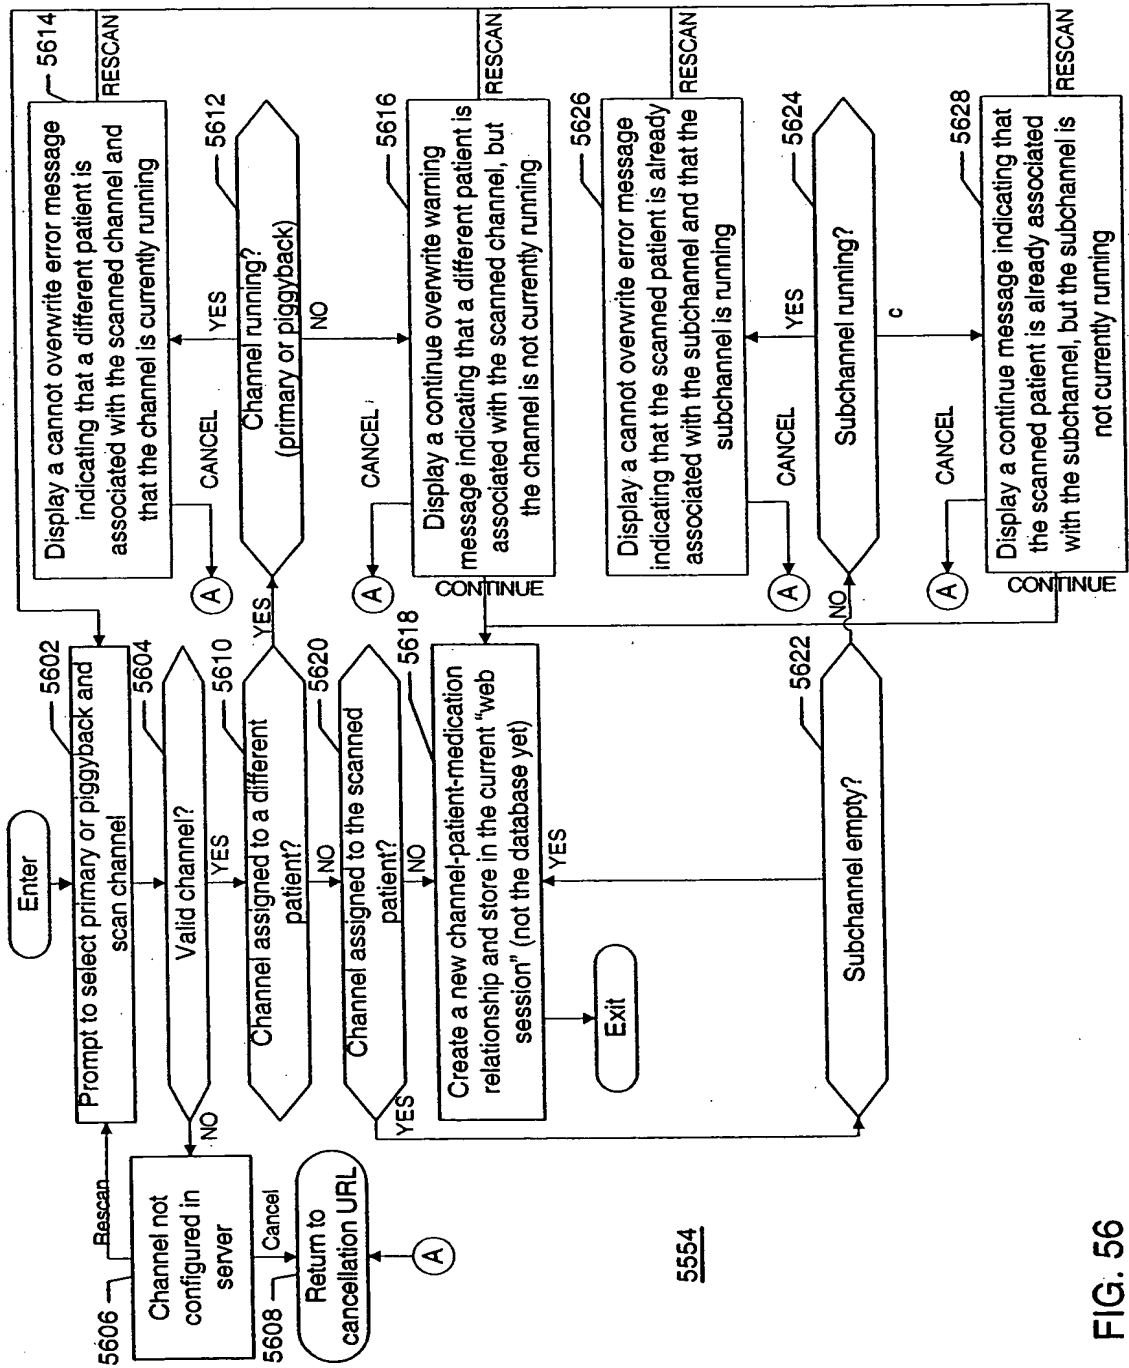 Enter
5602
Prompt to select primary or piggyback and
scan channel
5604
Valid channel?
NO
YES
Rescan
5606
Channel not
configured in
server
Cancel
5608
Return to
cancellation URL
A
5610
Channel assigned to a different
patient?
YES
NO
5620
Channel assigned to the scanned
patient?
YES
NO
5618
Create a new channel-patient-medication
relationship and store in the current “web
session” (not the database yet)
YES
Exit
5622
Subchannel empty?
NO
5614
Display a cannot overwrite error message
indicating that a different patient is
associated with the scanned channel and
that the channel is currently running
RESCAN
CANCEL
A
YES
5612
Channel running?
(primary or piggyback)
NO
5616
Display a continue overwrite warning
message indicating that a different patient is
associated with the scanned channel, but
the channel is not currently running
RESCAN
CANCEL
A
CONTINUE
5626
Display a cannot overwrite error message
indicating that the scanned patient is already
associated with the subchannel and that the
subchannel is running
RESCAN
CANCEL
A
YES
5624
Subchannel running?
c
5628
Display a continue message indicating that
the scanned patient is already associated
with the subchannel, but the subchannel is
not currently running
RESCAN
CANCEL
A
CONTINUE
5554
FIG. 56